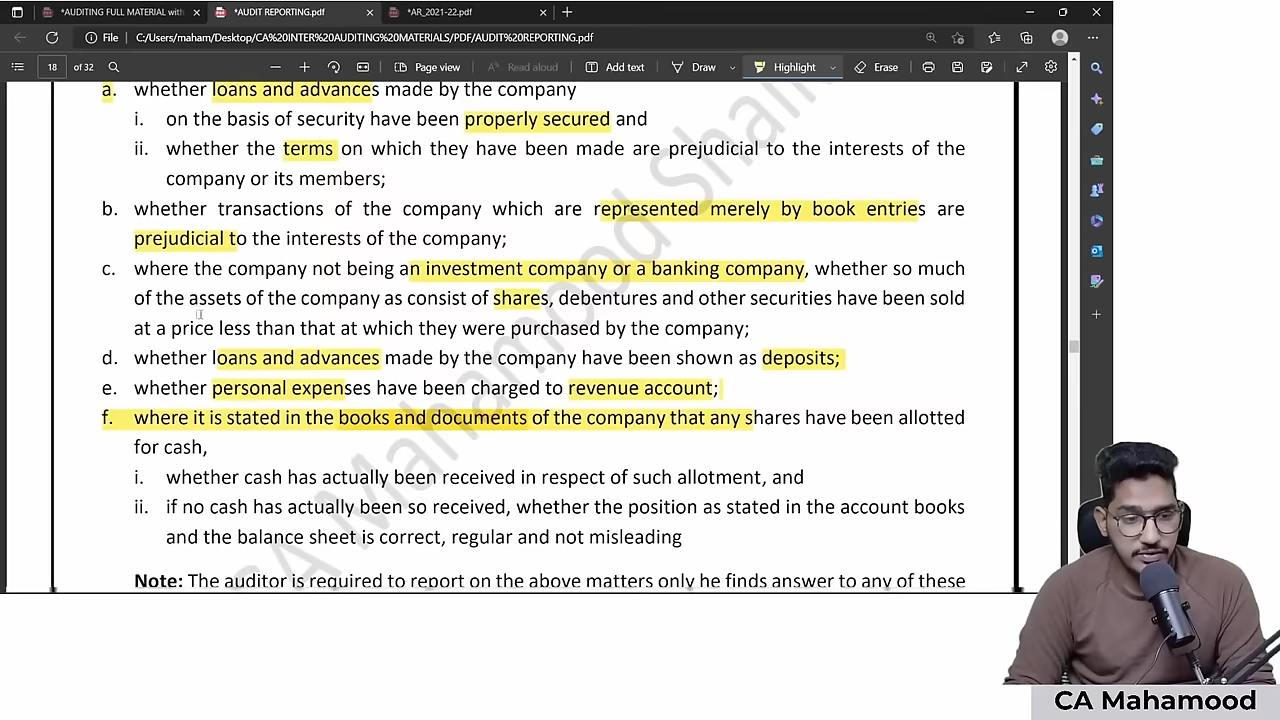 *AUDITING FULL MATERIAL with
*AUDIT REPORTING.pdf
*AR_2021-22.pdf
File
C:/Users/maham/Desktop/CA%20INTER%20AUDITING%20MATERIALS/PDF/AUDIT%20REPORTING.pdf
18 of 32
Page view
Read aloud
Add text
Draw
Highlight
Erase
a. whether loans and advances made by the company
i. on the basis of security have been properly secured and
ii. whether the terms on which they have been made are prejudicial to the interests of the
company or its members;
b. whether transactions of the company which are represented merely by book entries are
prejudicial to the interests of the company;
c. where the company not being an investment company or a banking company, whether so much
of the assets of the company as consist of shares, debentures and other securities have been sold
at a price less than that at which they were purchased by the company;
d. whether loans and advances made by the company have been shown as deposits;
e. whether personal expenses have been charged to revenue account;
f. where it is stated in the books and documents of the company that any shares have been allotted
for cash,
i. whether cash has actually been received in respect of such allotment, and
ii. if no cash has actually been so received, whether the position as stated in the account books
and the balance sheet is correct, regular and not misleading
Note: The auditor is required to report on the above matters only he finds answer to any of these
CA Mahamood